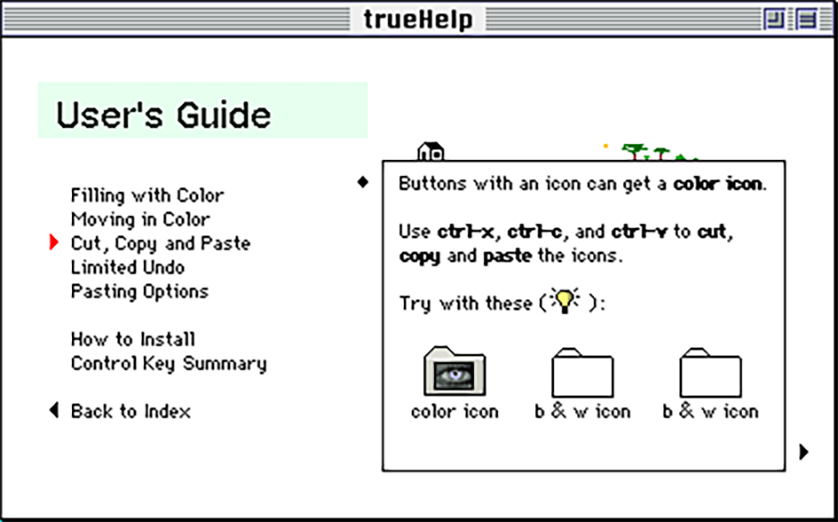 trueHelp
User's Guide
Filling with Color
Moving in Color
Cut, Copy and Paste
Limited Undo
Pasting Options
How to Install
Control Key Summary
Back to Index
Buttons with an icon can get a color icon.
Use ctrl-x, ctrl-c, and ctrl-v to cut,
copy and paste the icons.
Try with these ( ):
color icon
b & w icon
b & w icon